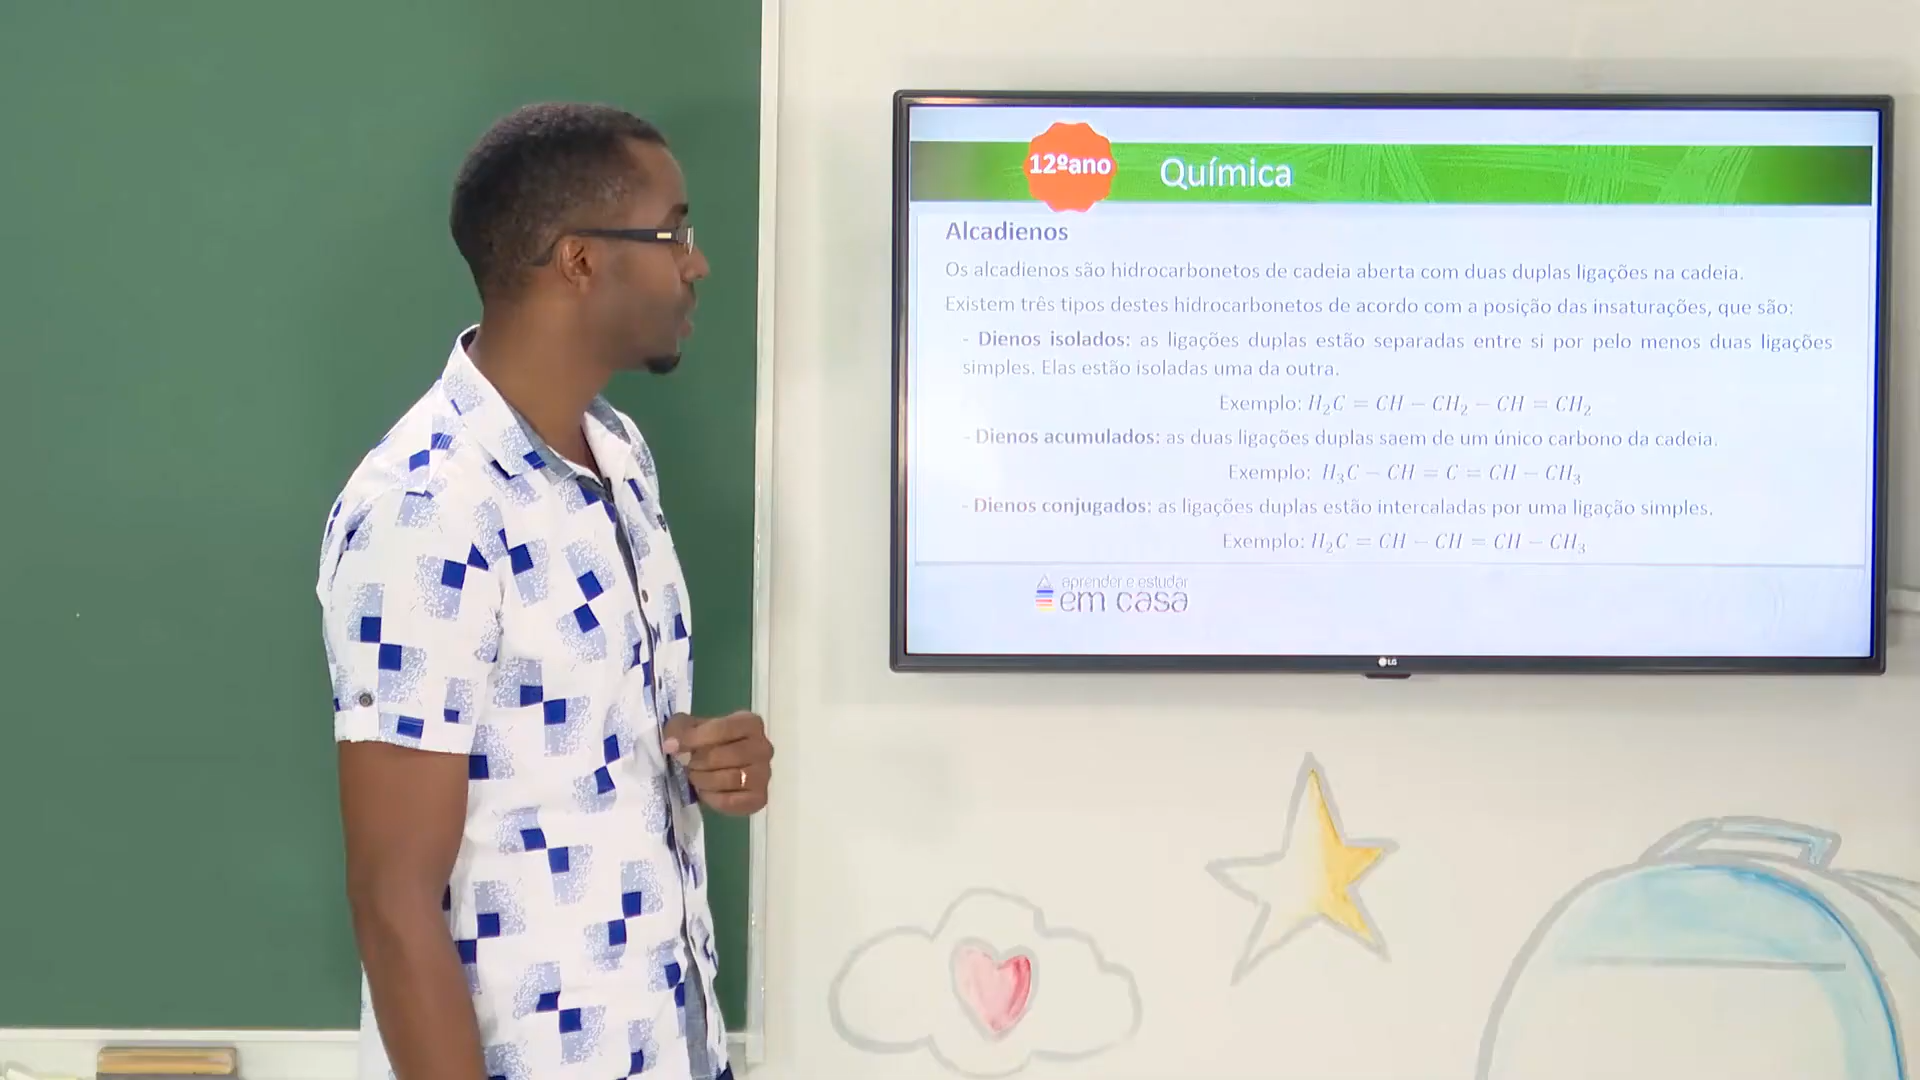 12ºano
Química
Alcadienos
Os alcadienos são hidrocarbonetos de cadeia aberta com duas duplas ligações na cadeia.
Existem três tipos destes hidrocarbonetos de acordo com a posição das insaturações, que são:
- Dienos isolados: as ligações duplas estão separadas entre si por pelo menos duas ligações
simples. Elas estão isoladas uma da outra.
Exemplo: H₂C = CH − CH₂ − CH = CH₂
- Dienos acumulados: as duas ligações duplas saem de um único carbono da cadeia.
Exemplo: H₃C − CH = C = CH − CH₃
- Dienos conjugados: as ligações duplas estão intercaladas por uma ligação simples.
Exemplo: H₂C = CH − CH = CH − CH₃
aprender e estudar
em casa
LG